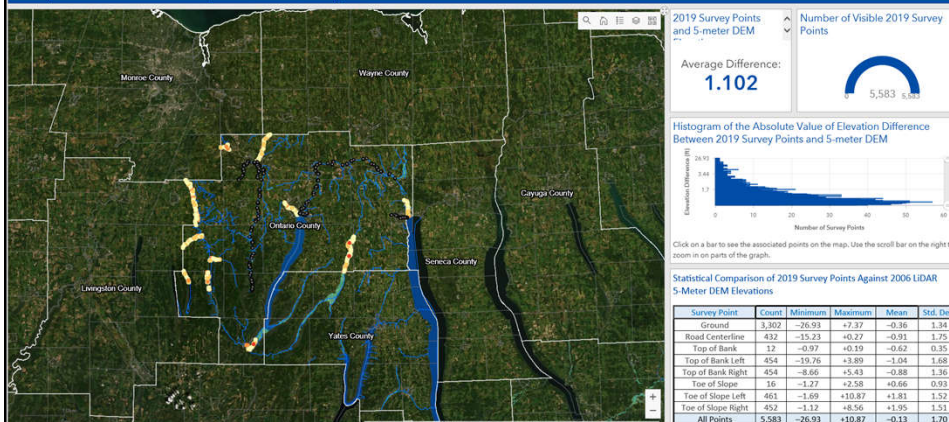 2019 Survey Points
and 5-meter DEM
Average Difference:
1.102
Number of Visible 2019 Survey
Points
0
5,583
5,583
Monroe County
Wayne County
Cayuga County
Ontario County
Seneca County
Livingston County
Yates County
+
−
Histogram of the Absolute Value of Elevation Difference
Between 2019 Survey Points and 5-meter DEM
Elevation Difference (ft)
26.93
3.44
1.2
0 10 20 30 40 50 60
Number of Survey Points
Click on a bar to see the associated points on the map. Use the scroll bar on the right t
zoom in on parts of the graph.
Statistical Comparison of 2019 Survey Points Against 2006 LiDAR
5-Meter DEM Elevations
Survey Point Count Minimum Maximum Mean Std. De
Ground 3,302 −26.93 +7.37 −0.36 1.34
Road Centerline 432 −15.23 +0.27 −0.91 1.75
Top of Bank 12 −0.97 +0.19 −0.62 0.35
Top of Bank Left 454 −19.76 +3.89 −1.04 1.68
Top of Bank Right 454 −8.66 +5.43 −0.88 1.36
Toe of Slope 16 −1.27 +2.58 +0.66 0.93
Toe of Slope Left 461 −1.69 +10.87 +1.81 1.52
Toe of Slope Right 452 −1.12 +8.56 +1.95 1.51
All Points 5,583 −26.93 +10.87 −0.13 1.70